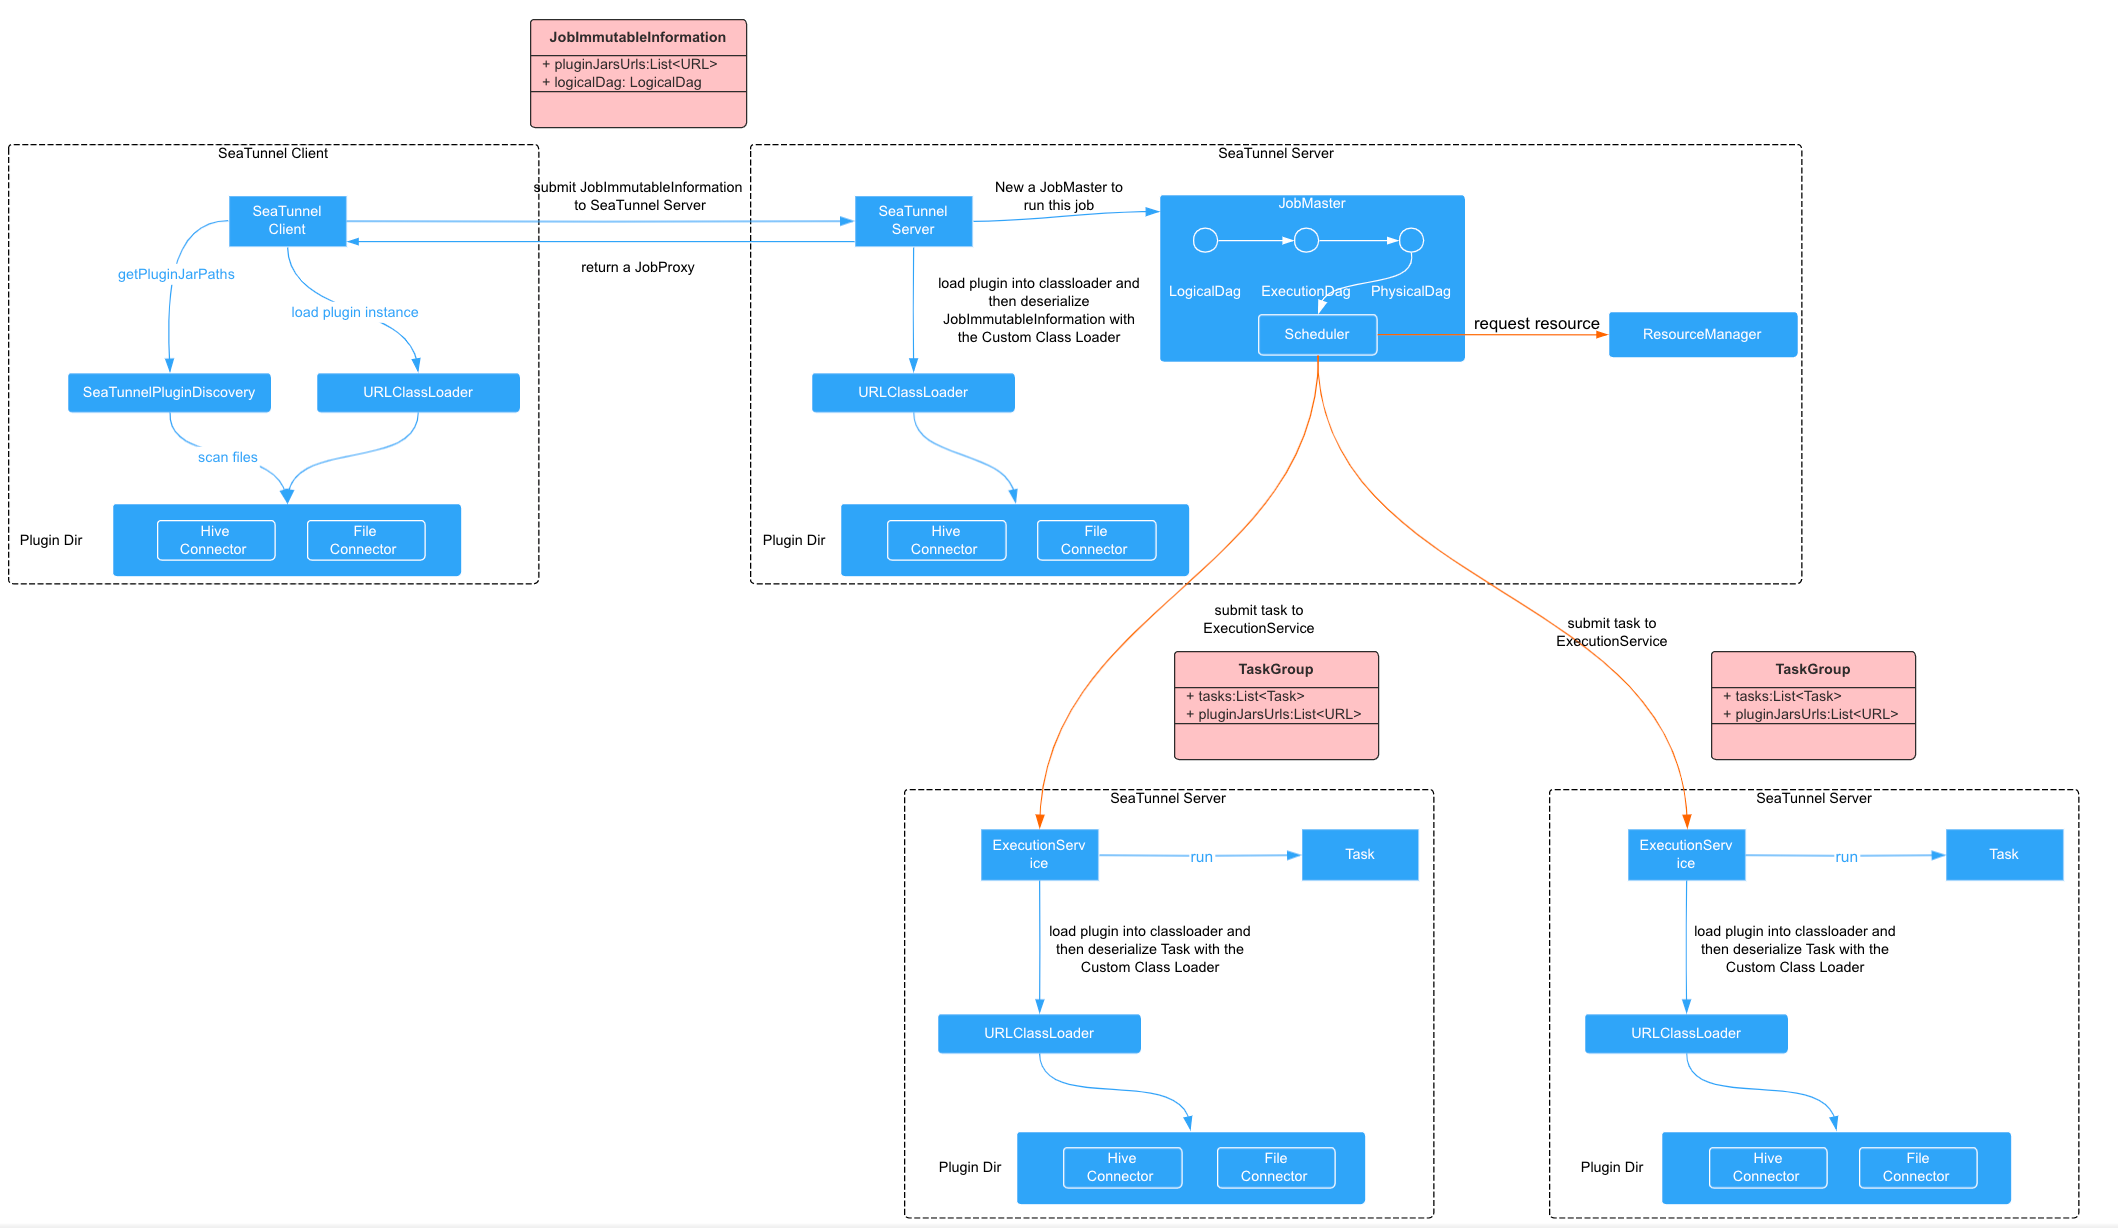 JobImmutableInformation
+ pluginJarsUrls:List<URL>
+ logicalDag: LogicalDag
SeaTunnel Client
SeaTunnel
Client
getPluginJarPaths
load plugin instance
SeaTunnelPluginDiscovery
URLClassLoader
scan files
Plugin Dir
Hive
Connector
File
Connector
submit JobImmutableInformation
to SeaTunnel Server
return a JobProxy
SeaTunnel Server
SeaTunnel
Server
New a JobMaster to
run this job
JobMaster
LogicalDag
ExecutionDag
PhysicalDag
Scheduler
request resource
ResourceManager
load plugin into classloader and
then deserialize
JobImmutableInformation with
the Custom Class Loader
URLClassLoader
Plugin Dir
Hive
Connector
File
Connector
submit task to
ExecutionService
submit task to
ExecutionService
TaskGroup
+ tasks:List<Task>
+ pluginJarsUrls:List<URL>
TaskGroup
+ tasks:List<Task>
+ pluginJarsUrls:List<URL>
SeaTunnel Server
ExecutionServ
ice
run
Task
load plugin into classloader and
then deserialize Task with the
Custom Class Loader
URLClassLoader
Plugin Dir
Hive
Connector
File
Connector
SeaTunnel Server
ExecutionServ
ice
run
Task
load plugin into classloader and
then deserialize Task with the
Custom Class Loader
URLClassLoader
Plugin Dir
Hive
Connector
File
Connector